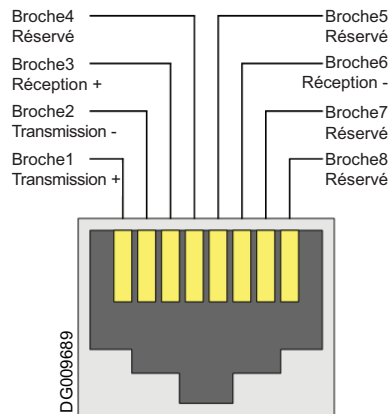 Broche4
Réservé
Broche3
Réception +
Broche2
Transmission -
Broche1
Transmission +
Broche5
Réservé
Broche6
Réception -
Broche7
Réservé
Broche8
Réservé
DG009689